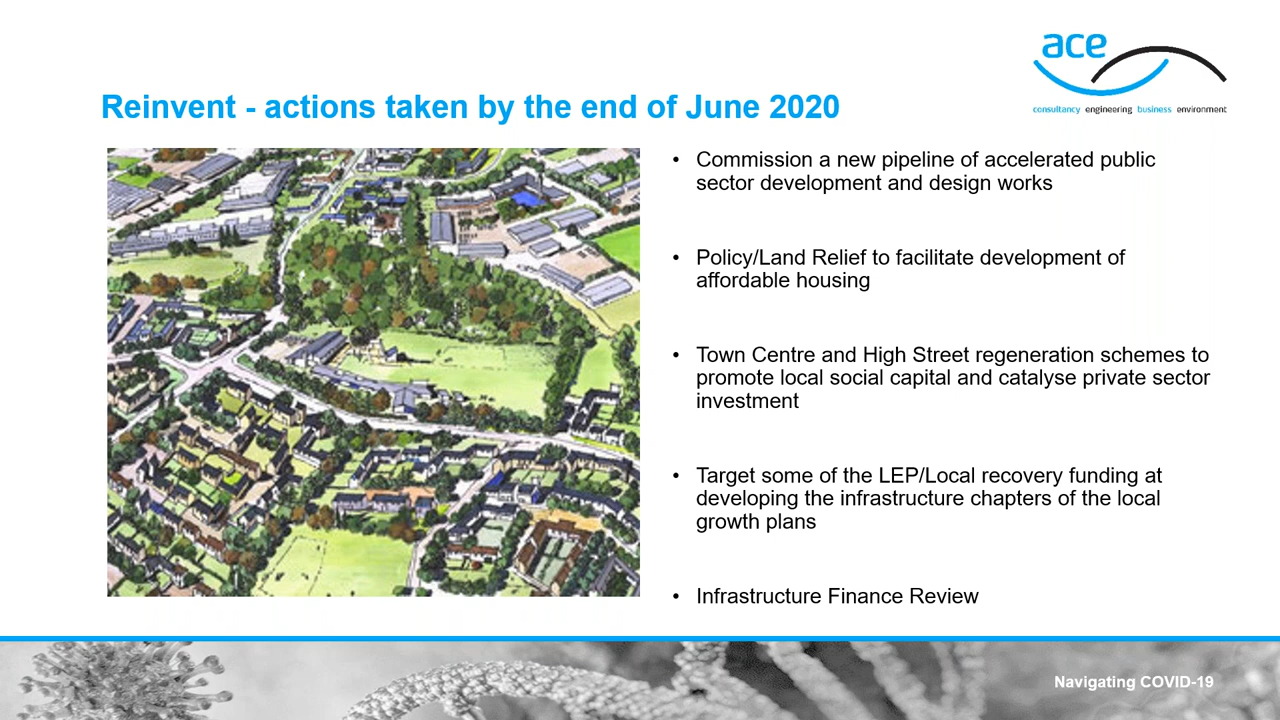 ace
consultancy engineering business environment
Reinvent - actions taken by the end of June 2020
• Commission a new pipeline of accelerated public
sector development and design works
• Policy/Land Relief to facilitate development of
affordable housing
• Town Centre and High Street regeneration schemes to
promote local social capital and catalyse private sector
investment
• Target some of the LEP/Local recovery funding at
developing the infrastructure chapters of the local
growth plans
• Infrastructure Finance Review
Navigating COVID-19